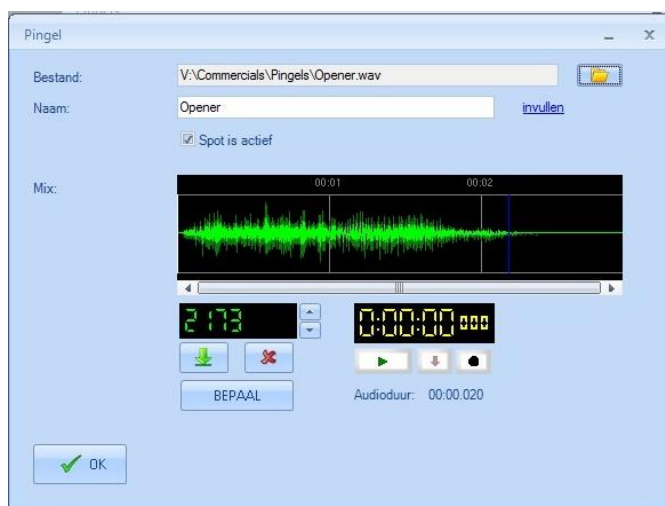 Pingel
Bestand:
V:\Commercials\Pingels\Opener.wav
Naam:
Opener
invullen
Spot is actief
Mix:
00:01
00:02
2173
0:00:00 000
BEPAAL
Audioduur: 00:00.020
OK